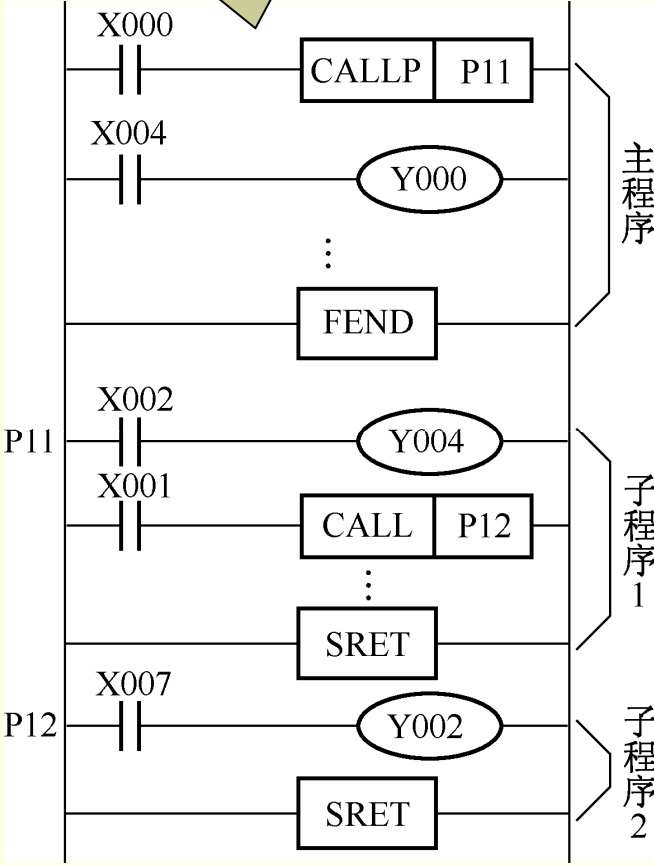 X000
CALLP P11
X004
Y000
主程序
FEND
X002
P11
Y004
X001
CALL P12
子程序1
SRET
X007
P12
Y002
子程序2
SRET